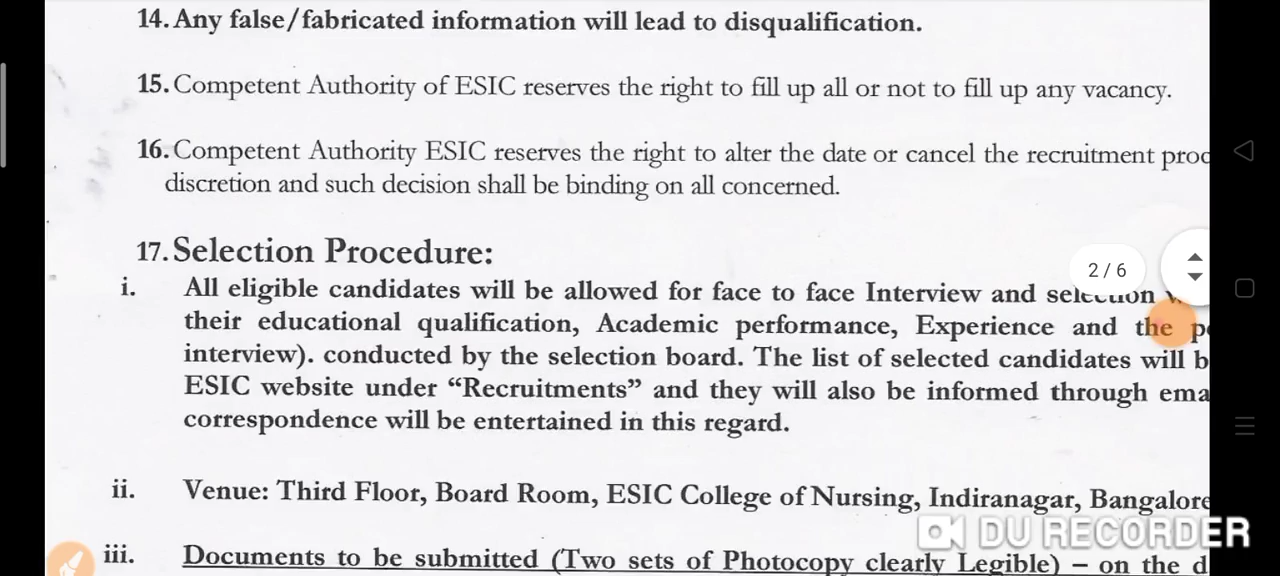 14. Any false/fabricated information will lead to disqualification.
15. Competent Authority of ESIC reserves the right to fill up all or not to fill up any vacancy.
16. Competent Authority ESIC reserves the right to alter the date or cancel the recruitment proc
discretion and such decision shall be binding on all concerned.
17. Selection Procedure:
2/6
i. All eligible candidates will be allowed for face to face Interview and selection
their educational qualification, Academic performance, Experience and the p
interview). conducted by the selection board. The list of selected candidates will b
ESIC website under “Recruitments” and they will also be informed through ema
correspondence will be entertained in this regard.
ii. Venue: Third Floor, Board Room, ESIC College of Nursing, Indiranagar, Bangalore
DU RECORDER
iii. Documents to be submitted (Two sets of Photocopy clearly Legible) – on the d